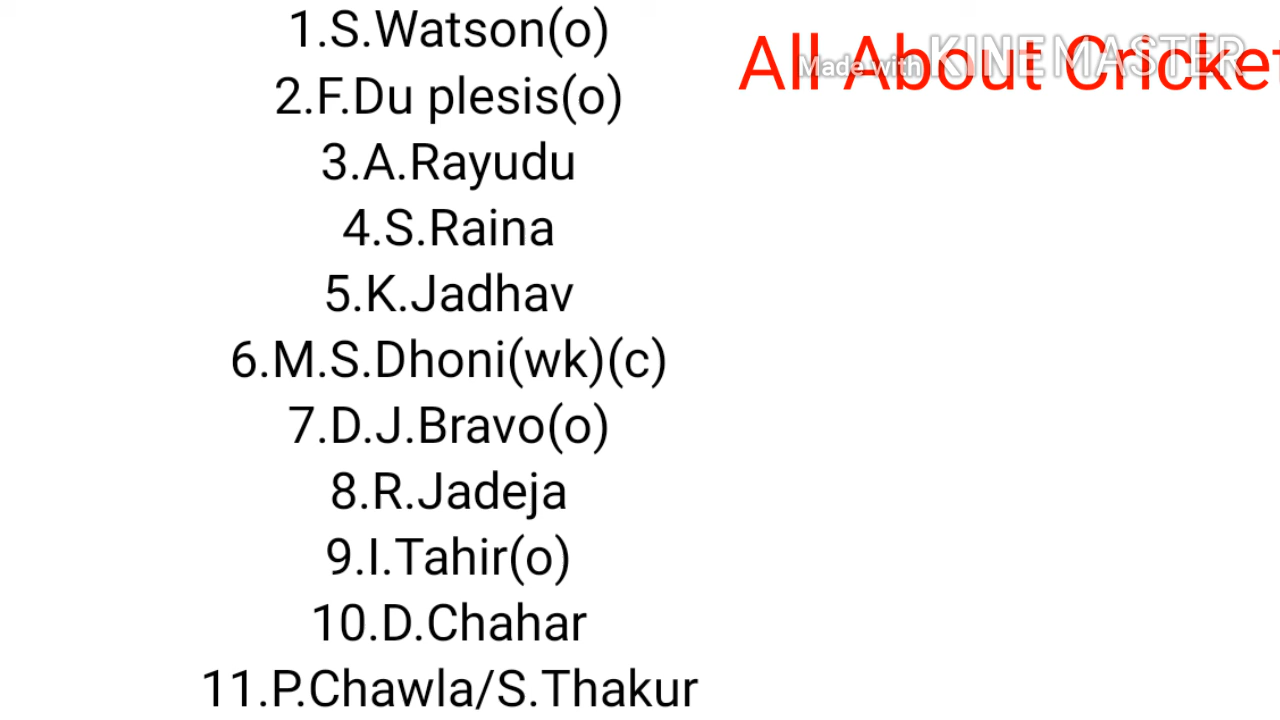 1.S.Watson(o)
2.F.Du plesis(o)
3.A.Rayudu
4.S.Raina
5.K.Jadhav
6.M.S.Dhoni(wk)(c)
7.D.J.Bravo(o)
8.R.Jadeja
9.I.Tahir(o)
10.D.Chahar
11.P.Chawla/S.Thakur
All About Cricket
Made with KINEMASTER